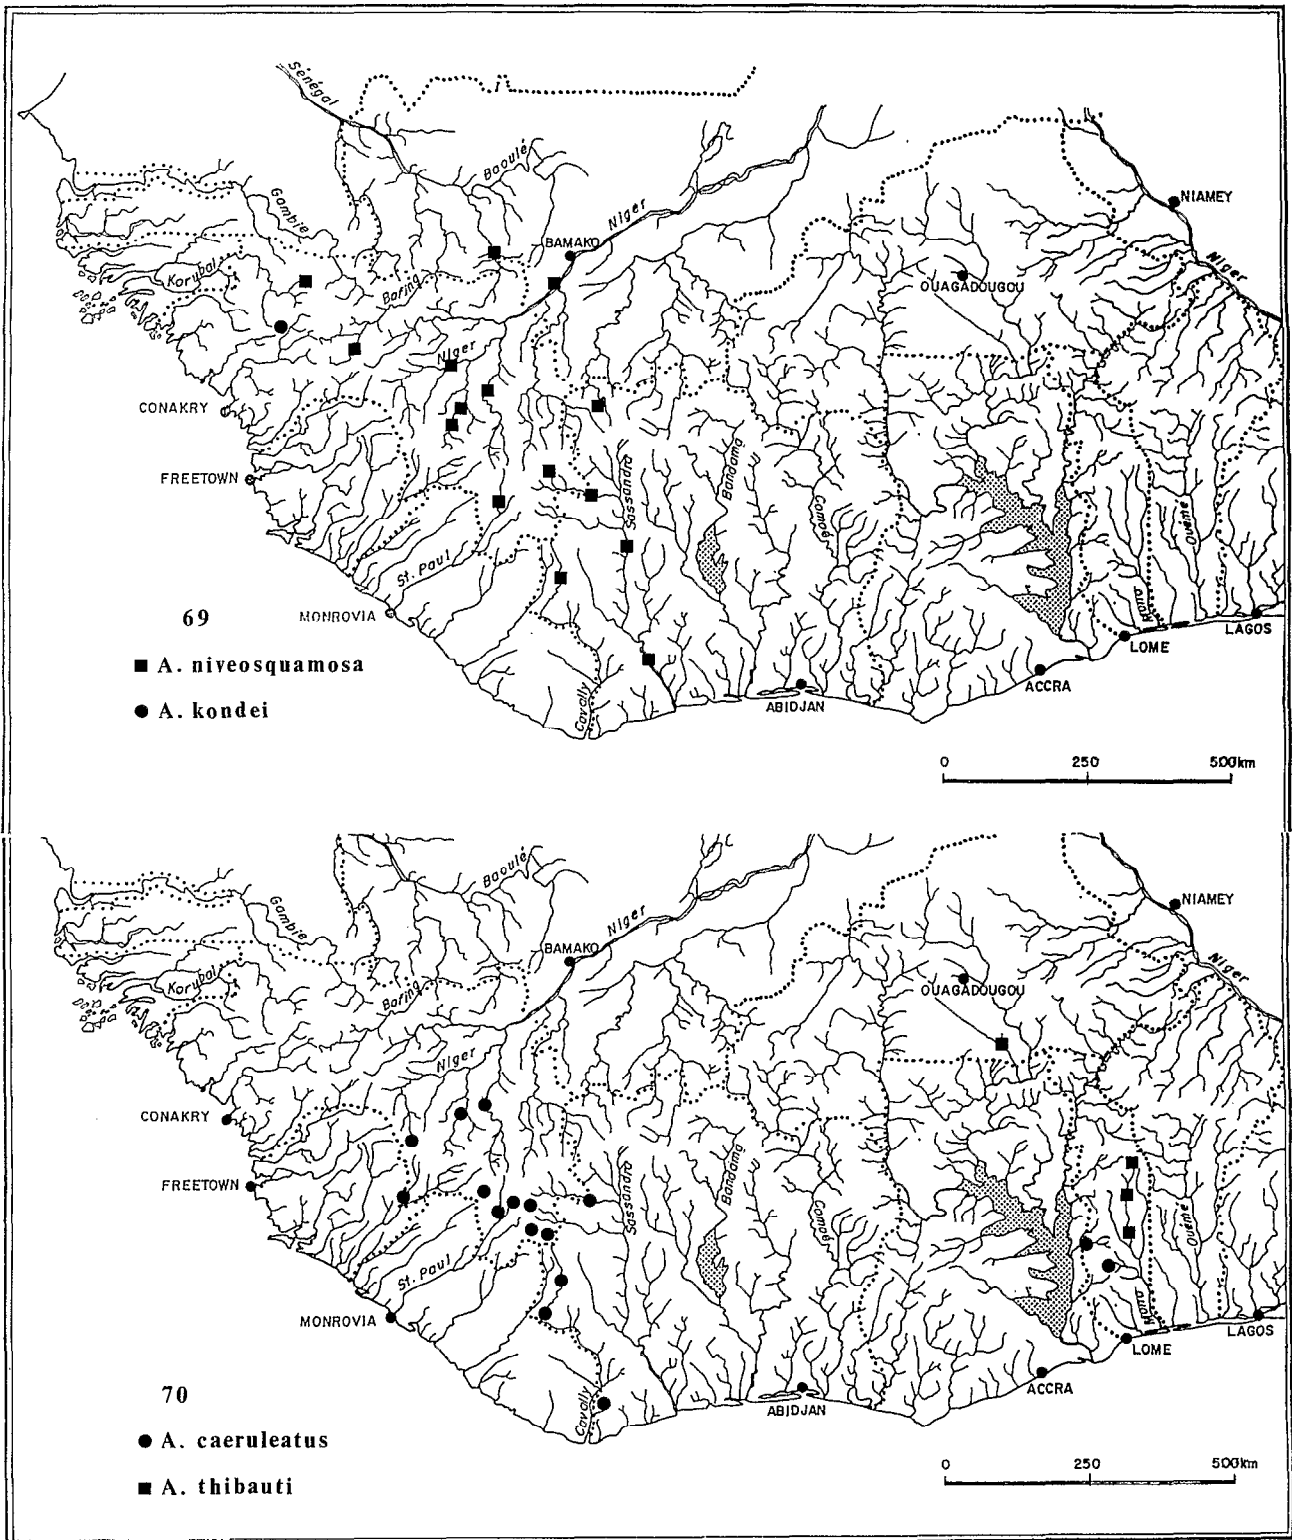 Sénégal
Baoulé
Gambie
NIAMEY
Niger
BAMAKO
Niger
Korubal
Baring
OUAGADOUGOU
Niger
CONAKRY
FREETOWN
Sassandra
Bandama
Comoé
Ouémé
St. Paul
Mono
69
MONROVIA
LAGOS
LOME
■ A. niveosquamosa
ACCRA
● A. kondei
Cavally
ABIDJAN
0 250 500km
Baoulé
Gambie
NIAMEY
Niger
BAMAKO
Niger
Korubal
Baring
OUAGADOUGOU
Niger
CONAKRY
FREETOWN
Sassandra
Bandama
Comoé
Ouémé
St. Paul
Mono
MONROVIA
LAGOS
LOME
70
ACCRA
Cavally
ABIDJAN
● A. caeruleatus
0 250 500km
■ A. thibauti